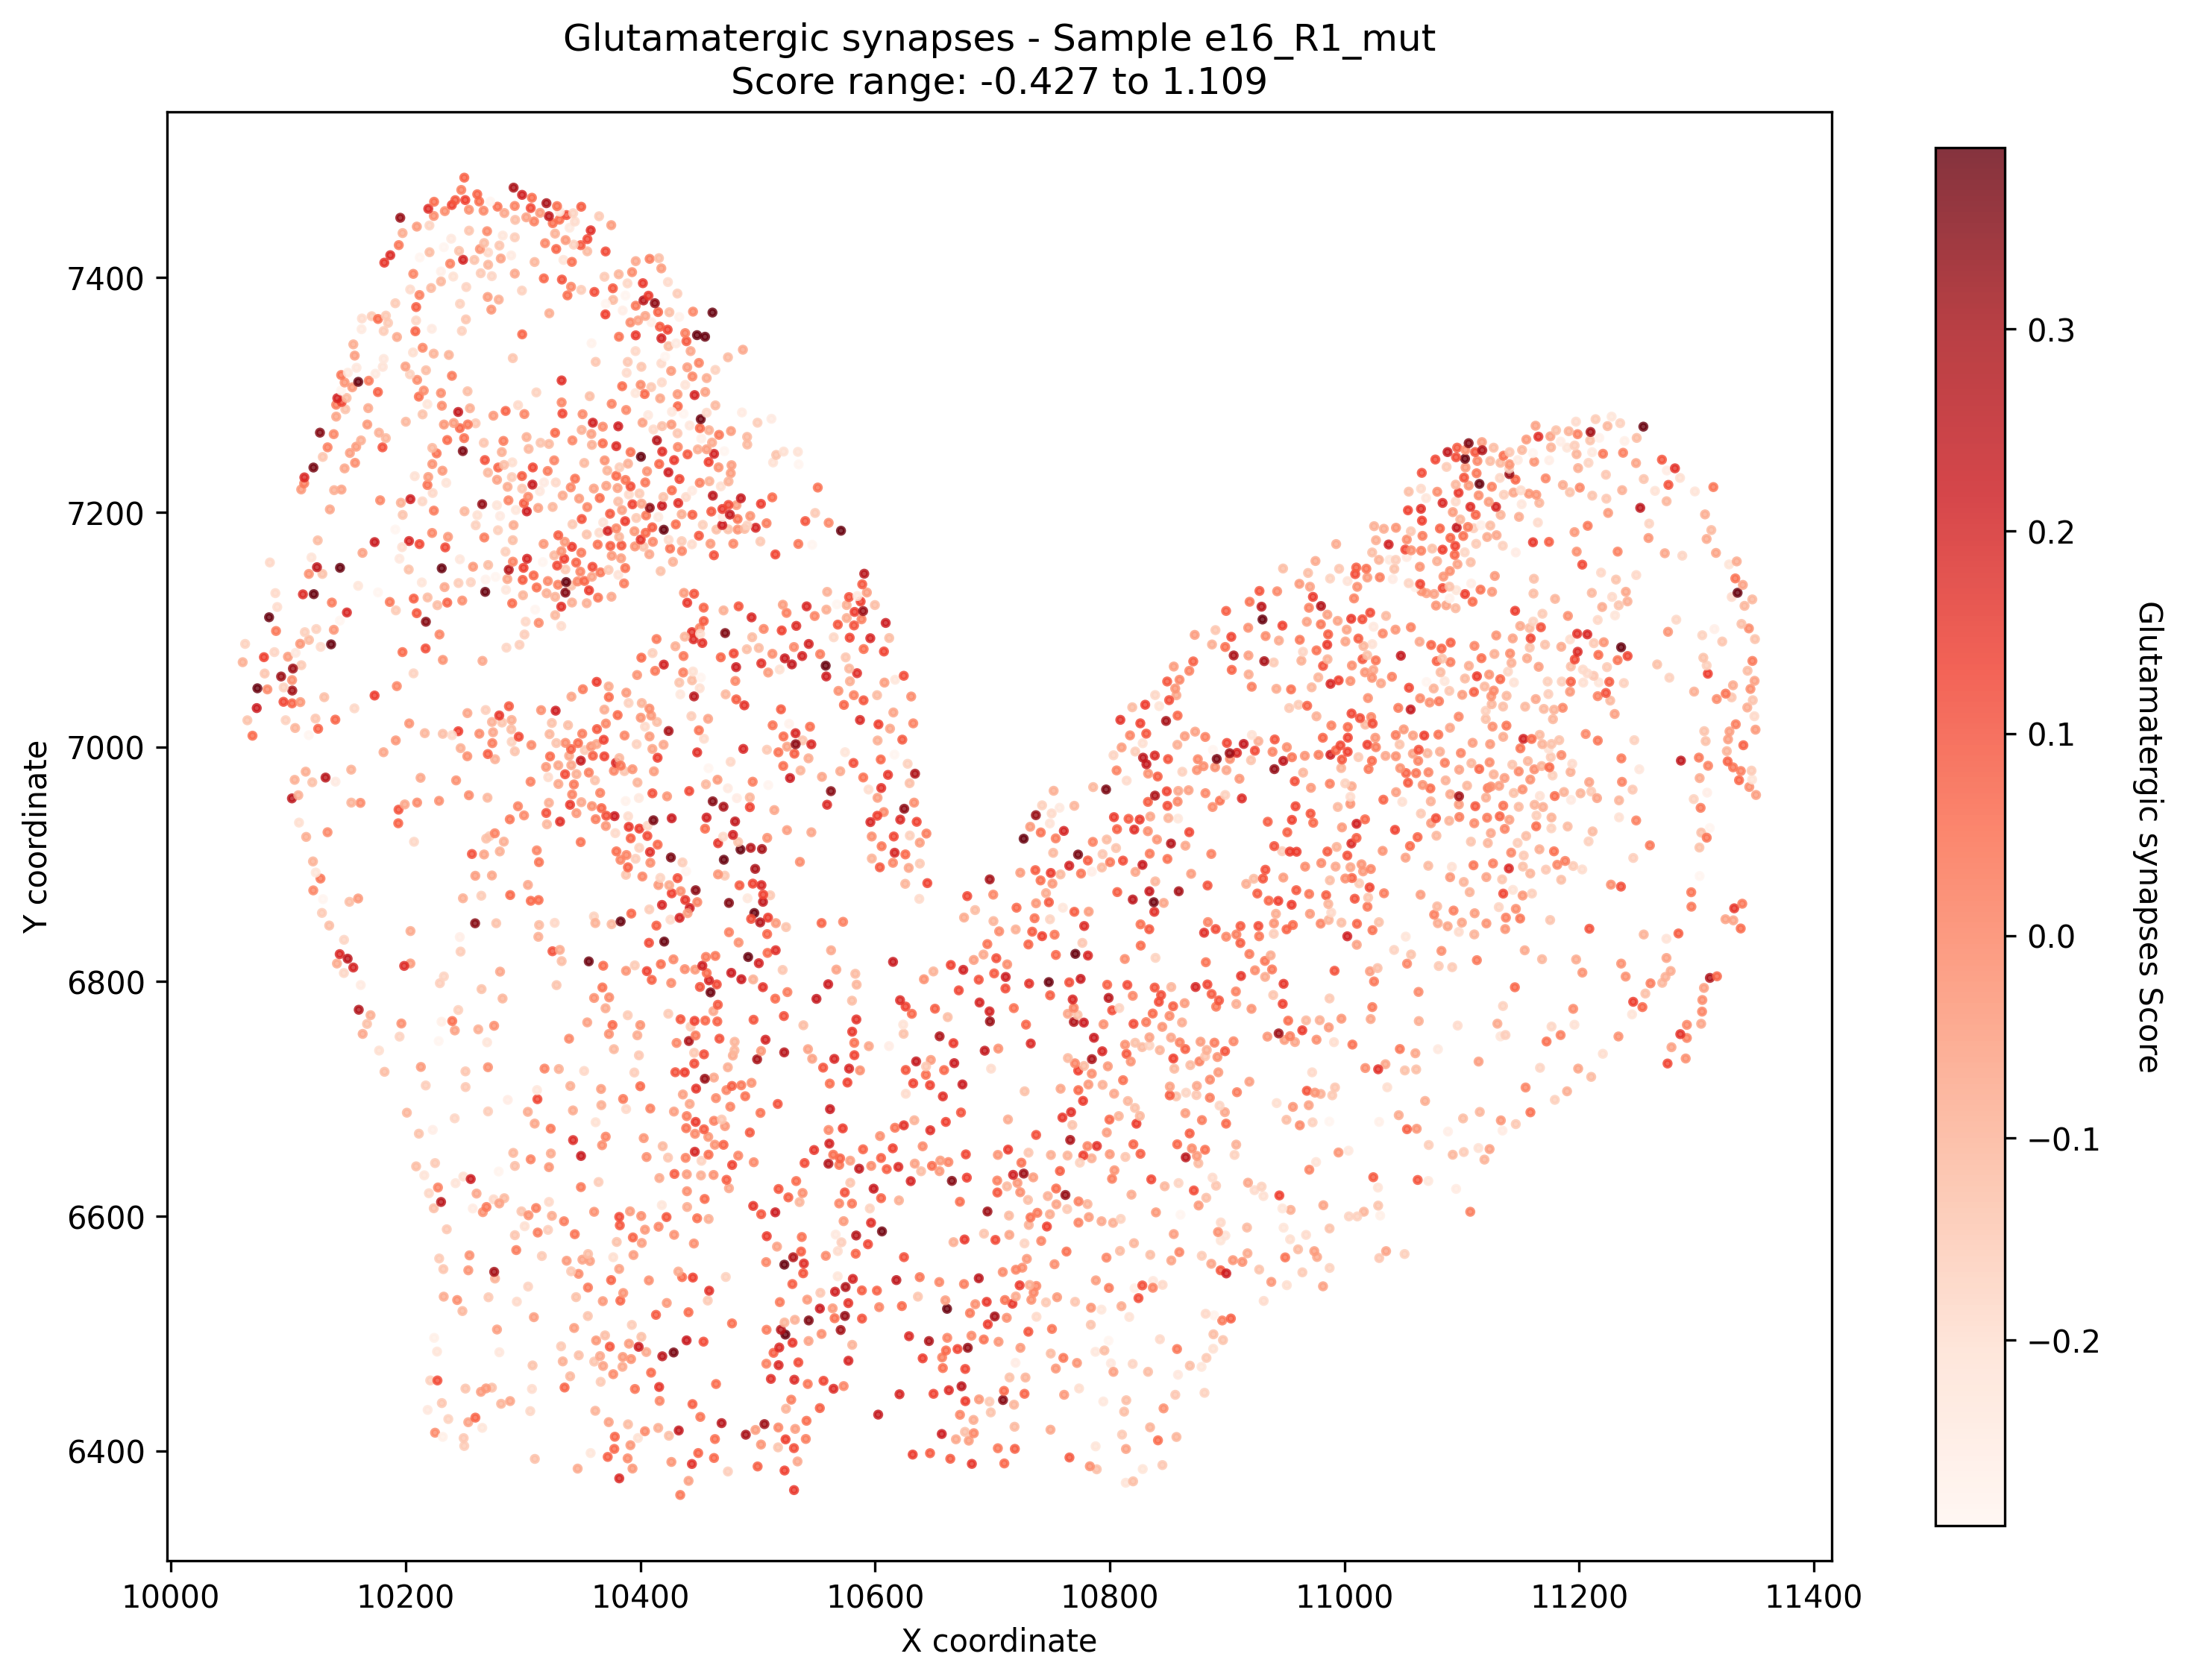 Glutamatergic synapses - Sample e16_R1_mut
Score range: -0.427 to 1.109
Y coordinate
7400
7200
7000
6800
6600
6400
10000 10200 10400 10600 10800 11000 11200 11400
X coordinate
0.3
0.2
0.1
0.0
−0.1
−0.2
Glutamatergic synapses Score